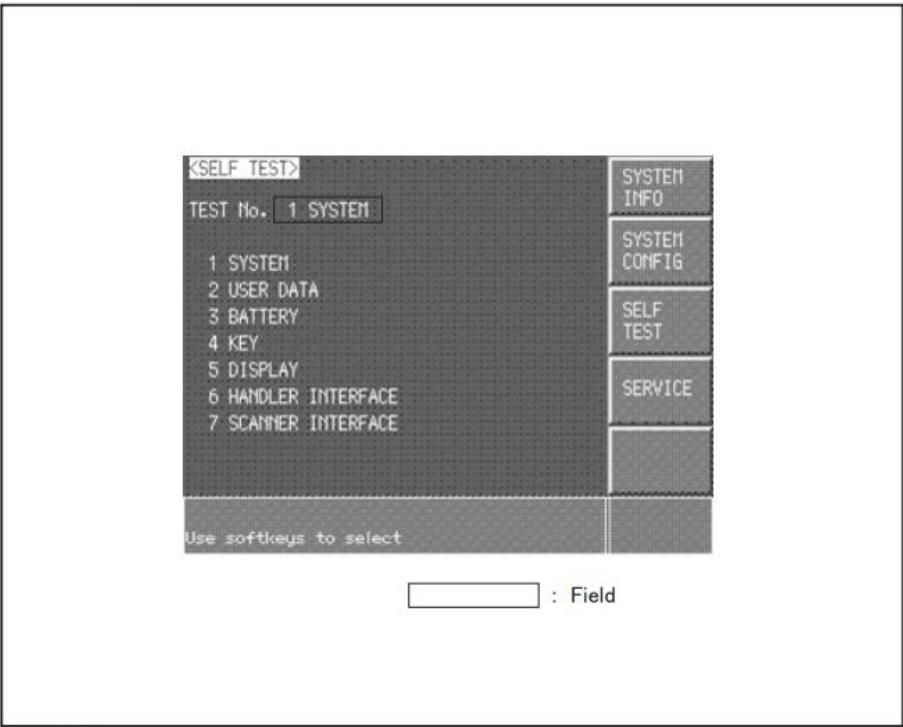 <SELF TEST>
TEST No. 1 SYSTEM
1 SYSTEM
2 USER DATA
3 BATTERY
4 KEY
5 DISPLAY
6 HANDLER INTERFACE
7 SCANNER INTERFACE
SYSTEM
INFO
SYSTEM
CONFIG
SELF
TEST
SERVICE
Use softkeys to select
: Field